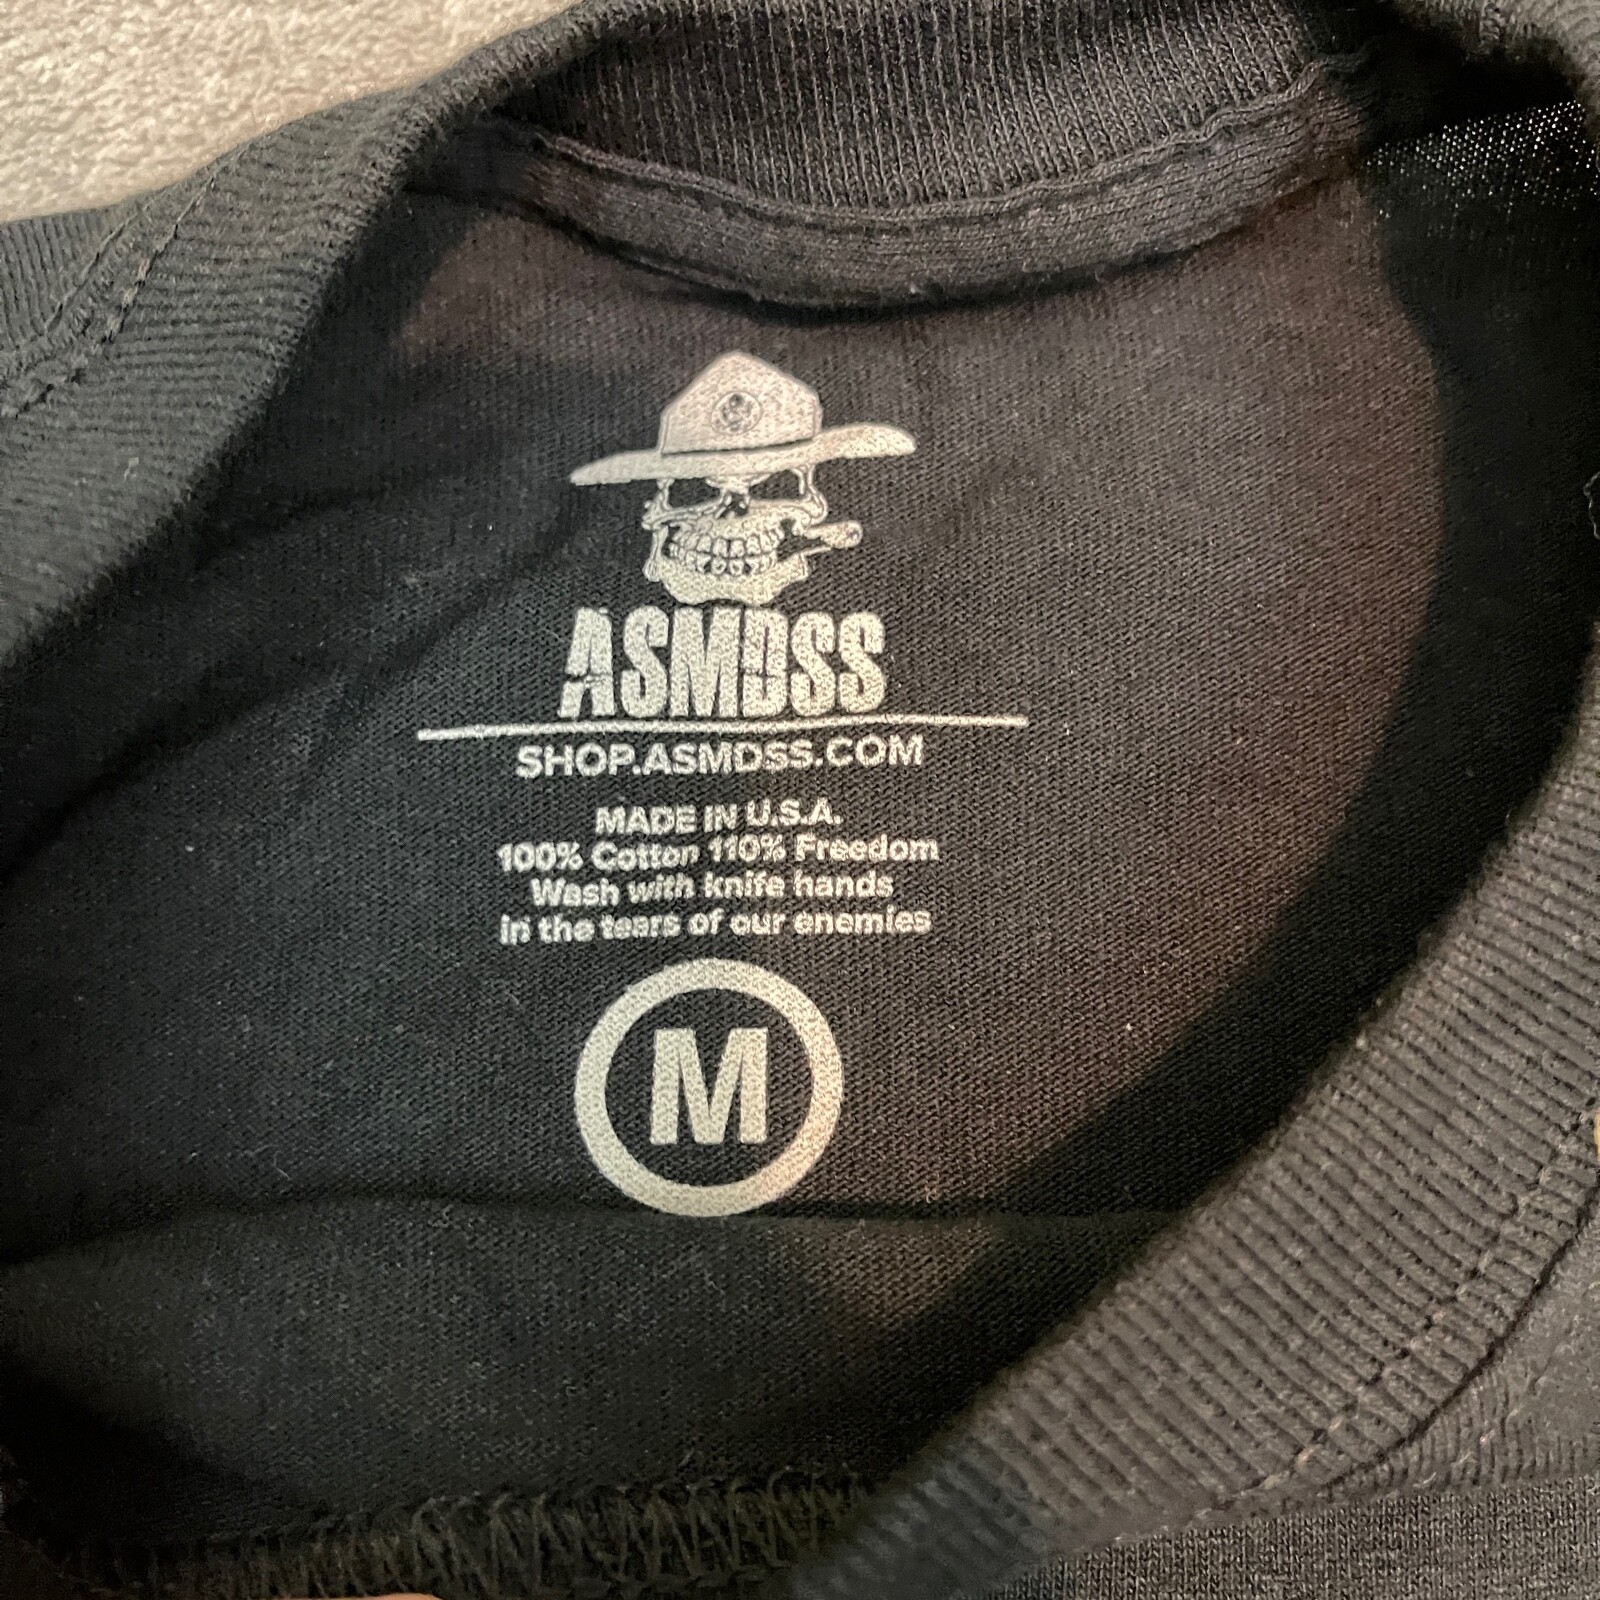 ASMDSS
SHOP.ASMDSS.COM
MADE IN U.S.A.
100% Cotton 110% Freedom
Wash with knife hands
in the tears of our enemies
M